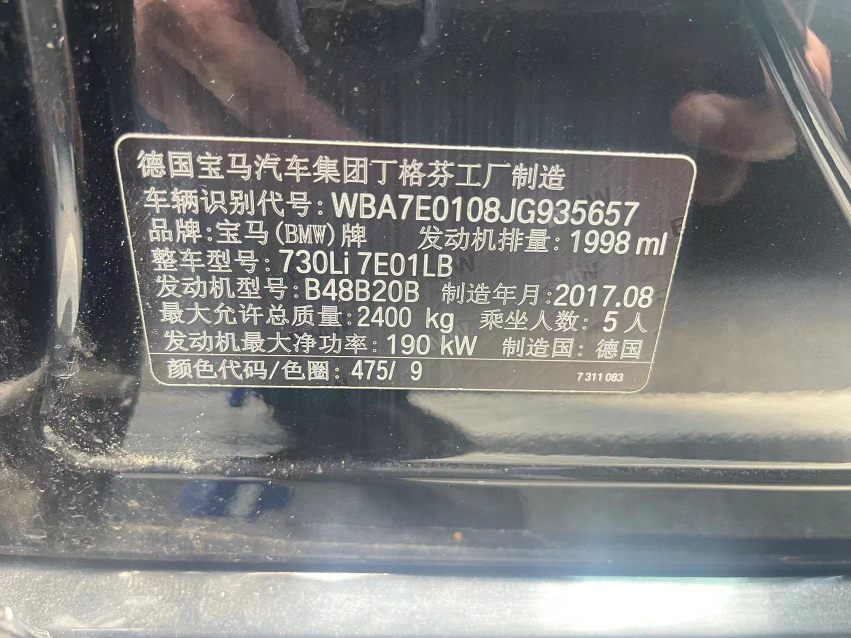 德国宝马汽车集团丁格芬工厂制造
车辆识别代号: WBA7E0108JG935657
品牌: 宝马(BMW)牌 发动机排量: 1998 ml
整车型号: 730Li 7E01LB
发动机型号: B48B20B 制造年月: 2017.08
最大允许总质量: 2400 kg 乘坐人数: 5 人
发动机最大净功率: 190 kW 制造国: 德国
颜色代码/色圈: 475/ 9 7 311 083